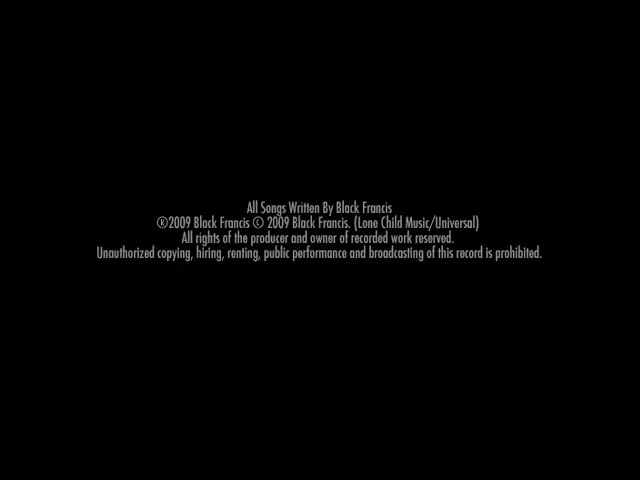 All Songs Written By Black Francis
®2009 Black Francis © 2009 Black Francis. (Lone Child Music/Universal)
All rights of the producer and owner of recorded work reserved.
Unauthorized copying, hiring, renting, public performance and broadcasting of this record is prohibited.